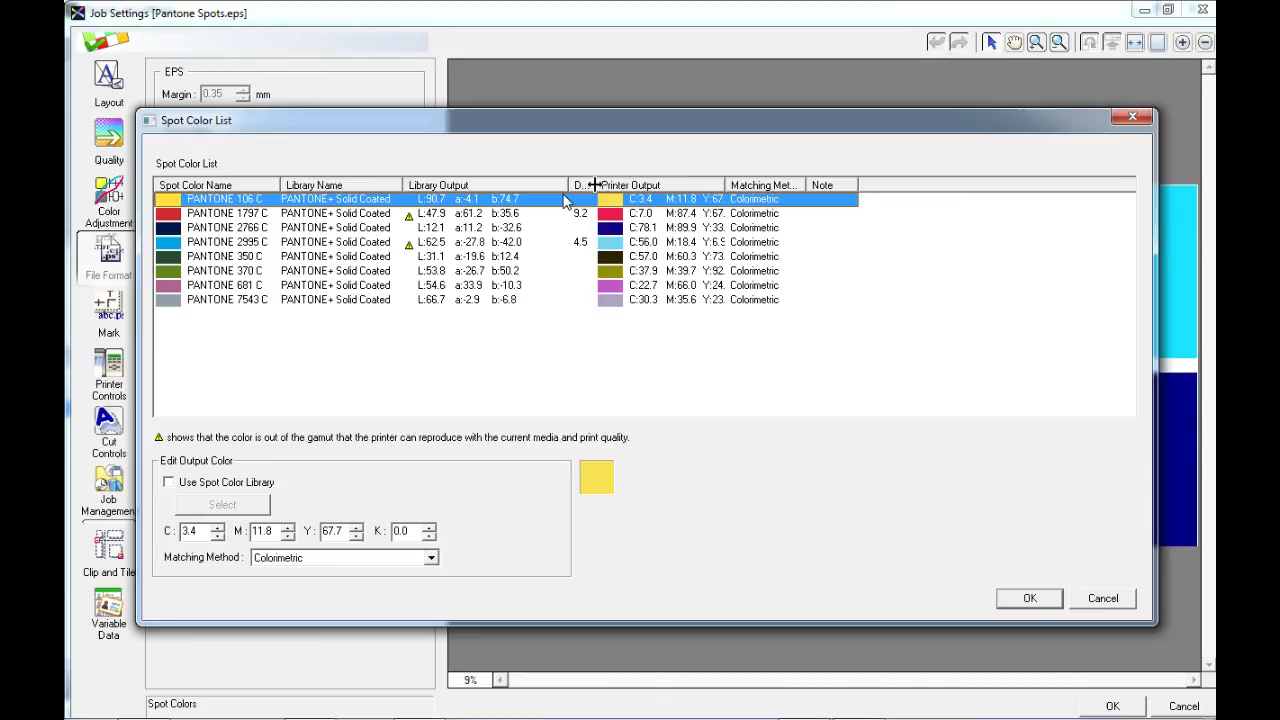 Job Settings [Pantone Spots.eps]
EPS
Margin : 0.35 mm
Layout
Quality
Color
Adjustment
File Format
Mark
Printer
Controls
Cut
Controls
Job
Management
Clip and Tile
Variable
Data
Spot Color List
Spot Color List
Spot Color Name Library Name Library Output D... Printer Output Matching Met... Note
PANTONE 106 C PANTONE+ Solid Coated L:90.7 a:-4.1 b:74.7 C:3.4 M:11.8 Y:67. Colorimetric
PANTONE 1797 C PANTONE+ Solid Coated L:47.9 a:61.2 b:35.6 9.2 C:7.0 M:87.4 Y:67. Colorimetric
PANTONE 2766 C PANTONE+ Solid Coated L:12.1 a:11.2 b:-32.6 C:78.1 M:89.9 Y:33. Colorimetric
PANTONE 2995 C PANTONE+ Solid Coated L:62.5 a:-27.8 b:-42.0 4.5 C:56.0 M:18.4 Y:6.9 Colorimetric
PANTONE 350 C PANTONE+ Solid Coated L:31.1 a:-19.6 b:12.4 C:57.0 M:60.3 Y:73. Colorimetric
PANTONE 370 C PANTONE+ Solid Coated L:53.8 a:-26.7 b:50.2 C:37.9 M:39.7 Y:92. Colorimetric
PANTONE 681 C PANTONE+ Solid Coated L:54.6 a:33.9 b:-10.3 C:22.7 M:66.0 Y:24. Colorimetric
PANTONE 7543 C PANTONE+ Solid Coated L:66.7 a:-2.9 b:-6.8 C:30.3 M:35.6 Y:23. Colorimetric
shows that the color is out of the gamut that the printer can reproduce with the current media and print quality.
Edit Output Color
Use Spot Color Library
Select
C : 3.4 M : 11.8 Y : 67.7 K : 0.0
Matching Method : Colorimetric
OK Cancel
9%
Spot Colors
OK Cancel